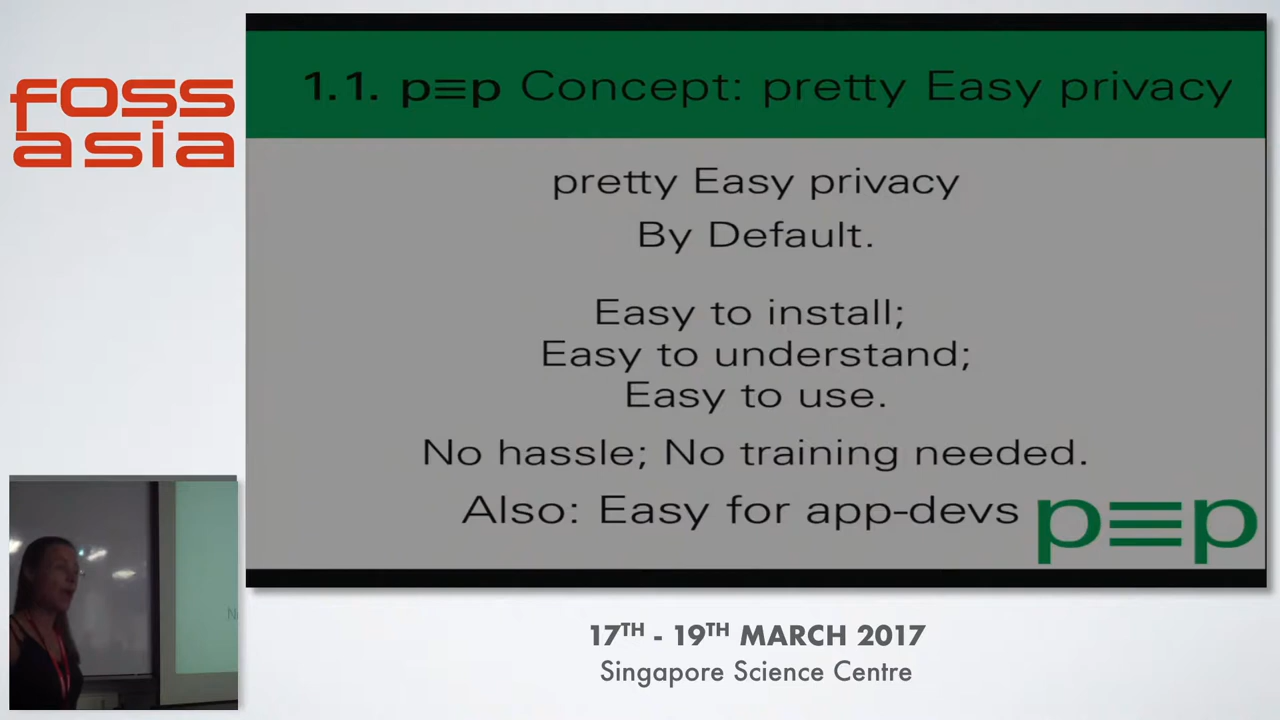 foss
asia
1.1. p≡p Concept: pretty Easy privacy
pretty Easy privacy
By Default.
Easy to install;
Easy to understand;
Easy to use.
No hassle; No training needed.
Also: Easy for app-devs
p≡p
17TH - 19TH MARCH 2017
Singapore Science Centre